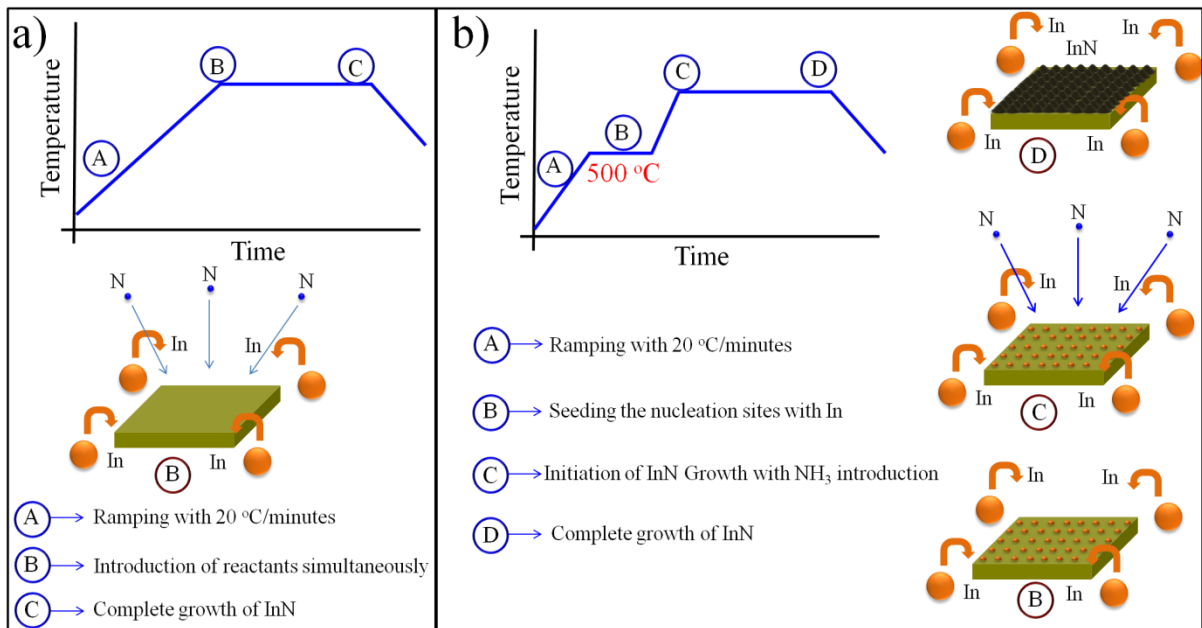 a)
B
C
A
Temperature
Time
N
N
N
In
In
In
In
B
A Ramping with 20 °C/minutes
B Introduction of reactants simultaneously
C Complete growth of InN
b)
C
D
B
A
500 °C
Temperature
Time
A Ramping with 20 °C/minutes
B Seeding the nucleation sites with In
C Initiation of InN Growth with NH₃ introduction
D Complete growth of InN
In
In
InN
In
In
D
N
N
N
In
In
In
In
C
In
In
In
In
B